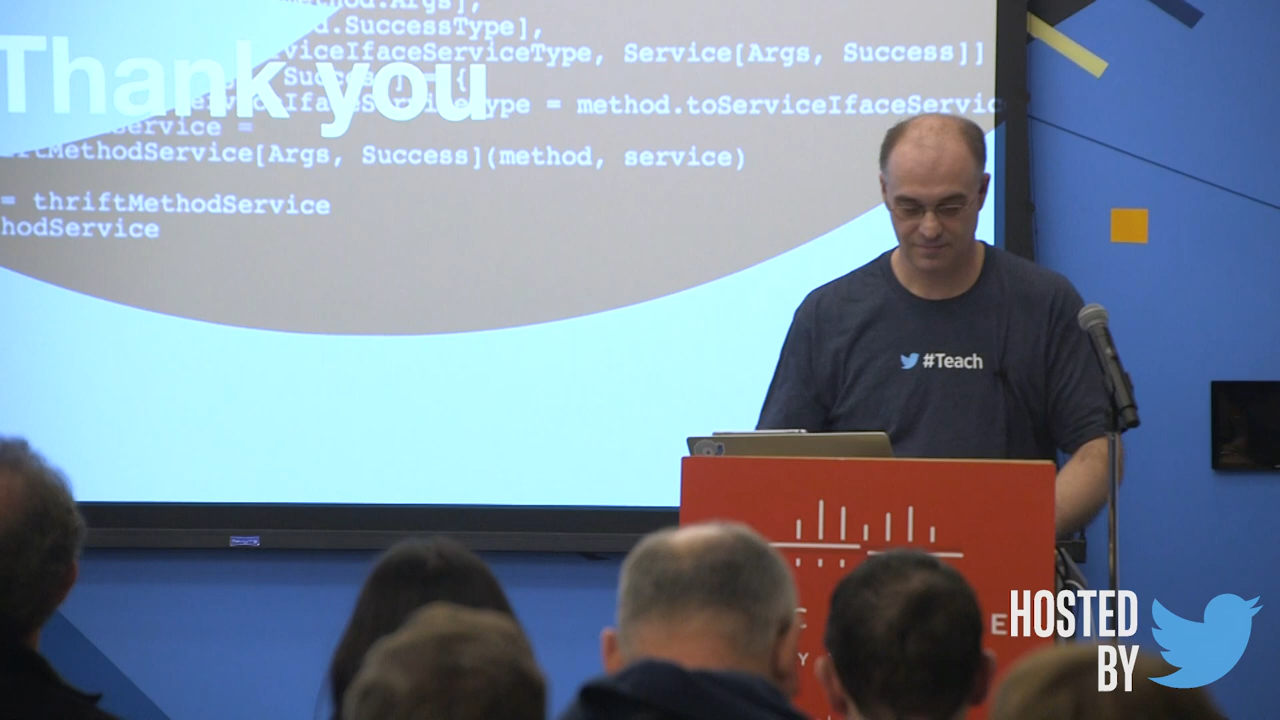 Thank you
d.SuccessType],
viceIfaceServiceType, Service[Args, Success]]
= method.toServiceIfaceServic
service =
MethodService[Args, Success](method, service)
= thriftMethodService
hodService
#Teach
HOSTED
BY